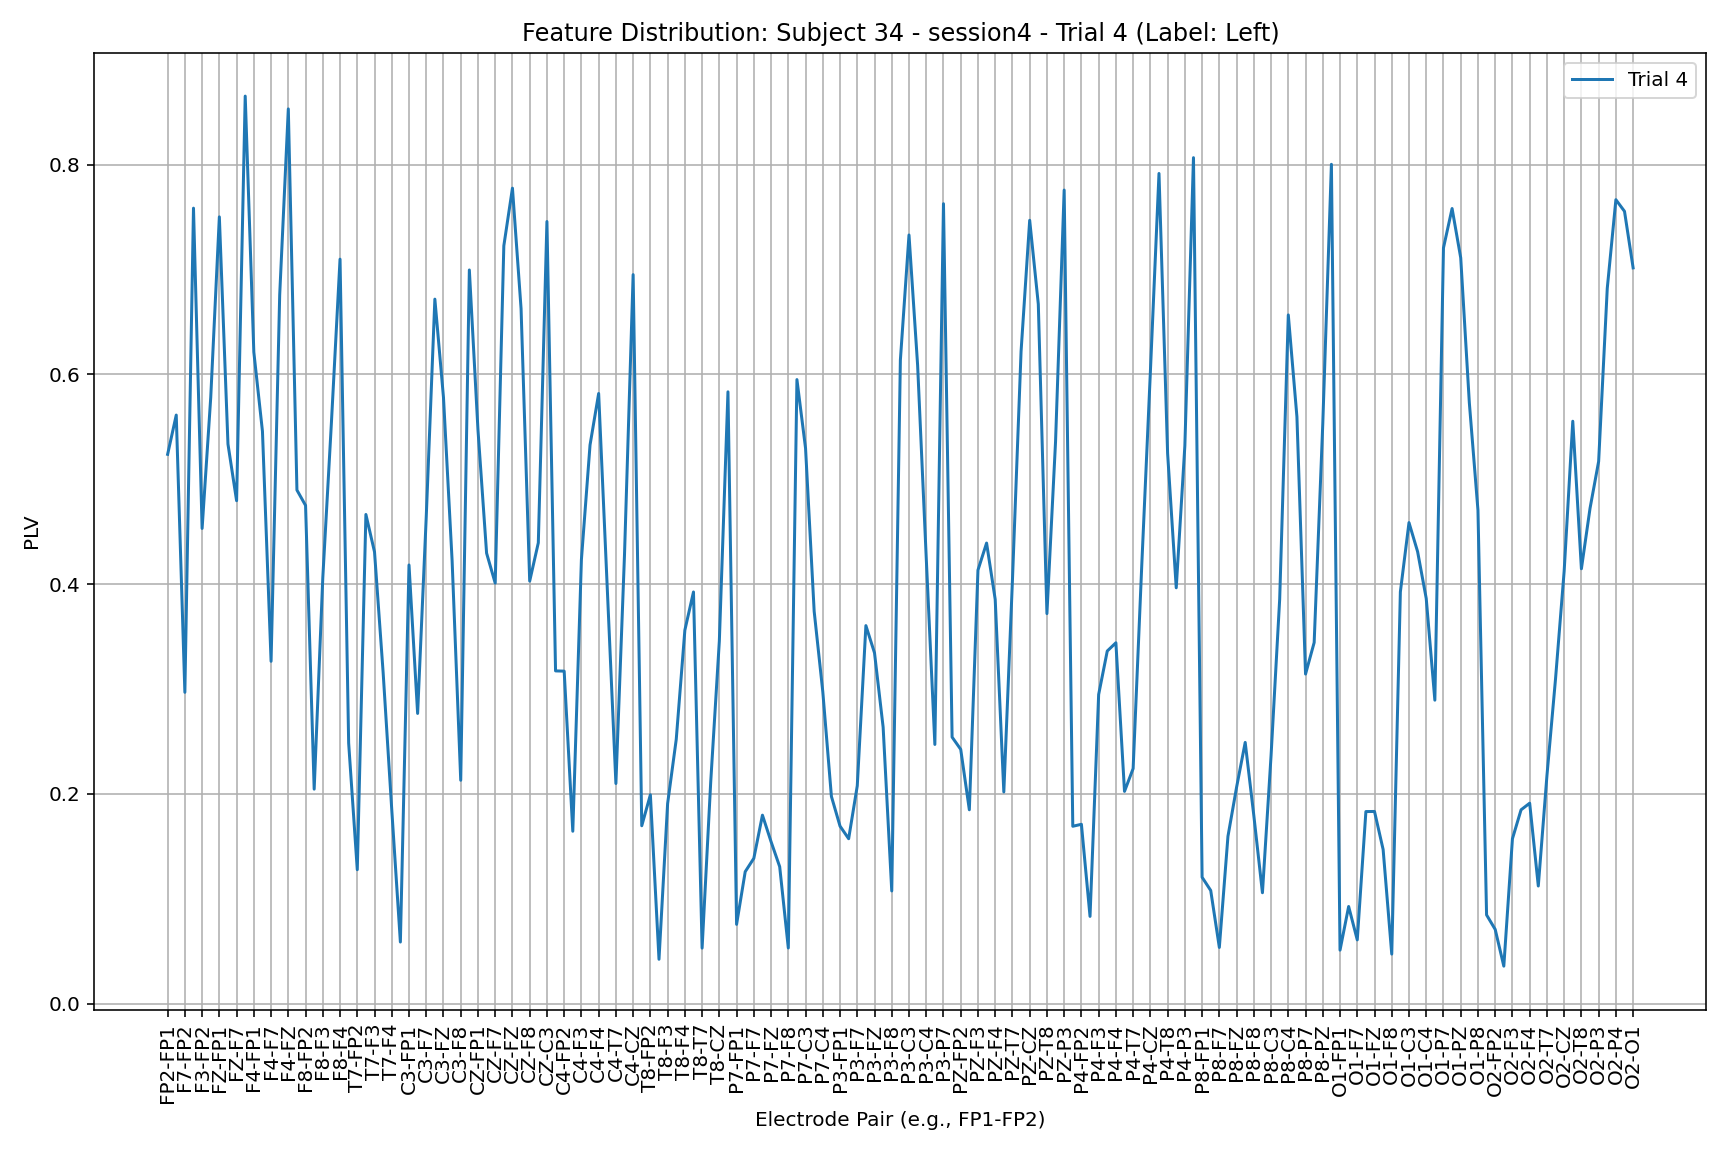 Feature Distribution: Subject 34 - session4 - Trial 4 (Label: Left)
Trial 4
PLV
0.8
0.6
0.4
0.2
0.0
FP2-FP1
F7-FP2
F3-FP2
FZ-FP1
FZ-F7
F4-FP1
F4-F7
F4-FZ
F8-FP2
F8-F3
F8-F4
T7-FP2
T7-F3
T7-F4
C3-FP1
C3-F7
C3-FZ
C3-F8
CZ-FP1
CZ-F7
CZ-FZ
CZ-F8
CZ-C3
C4-FP2
C4-F3
C4-F4
C4-T7
C4-CZ
T8-FP2
T8-F3
T8-F4
T8-T7
T8-CZ
P7-FP1
P7-F7
P7-FZ
P7-F8
P7-C3
P7-C4
P3-FP1
P3-F7
P3-FZ
P3-F8
P3-C3
P3-C4
P3-P7
PZ-FP2
PZ-F3
PZ-F4
PZ-T7
PZ-CZ
PZ-T8
PZ-P3
P4-FP2
P4-F3
P4-F4
P4-T7
P4-CZ
P4-T8
P4-P3
P8-FP1
P8-F7
P8-FZ
P8-F8
P8-C3
P8-C4
P8-P7
P8-PZ
O1-FP1
O1-F7
O1-FZ
O1-F8
O1-C3
O1-C4
O1-P7
O1-PZ
O1-P8
O2-FP2
O2-F3
O2-F4
O2-T7
O2-CZ
O2-T8
O2-P3
O2-P4
O2-O1
Electrode Pair (e.g., FP1-FP2)